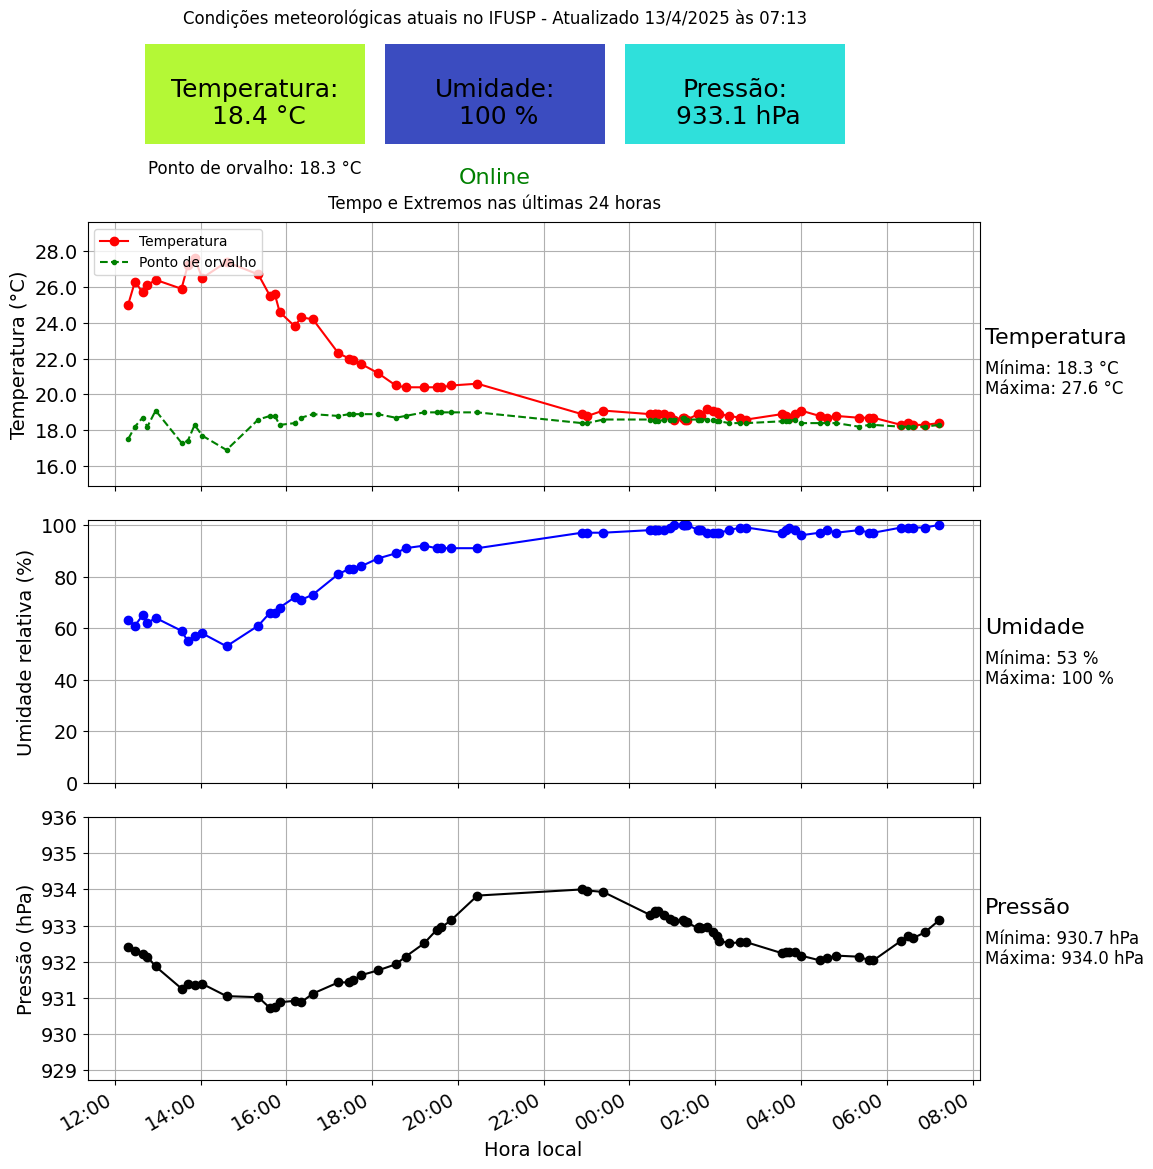 Condições meteorológicas atuais no IFUSP - Atualizado 13/4/2025 às 07:13
Temperatura:
18.4 °C
Umidade:
100 %
Pressão:
933.1 hPa
Ponto de orvalho: 18.3 °C
Online
Tempo e Extremos nas últimas 24 horas
Temperatura
Ponto de orvalho
Temperatura (°C)
28.0
26.0
24.0
22.0
20.0
18.0
16.0
Temperatura
Mínima: 18.3 °C
Máxima: 27.6 °C
Umidade relativa (%)
100
80
60
40
20
0
Umidade
Mínima: 53 %
Máxima: 100 %
Pressão (hPa)
936
935
934
933
932
931
930
929
Pressão
Mínima: 930.7 hPa
Máxima: 934.0 hPa
12:00
14:00
16:00
18:00
20:00
22:00
00:00
02:00
04:00
06:00
08:00
Hora local